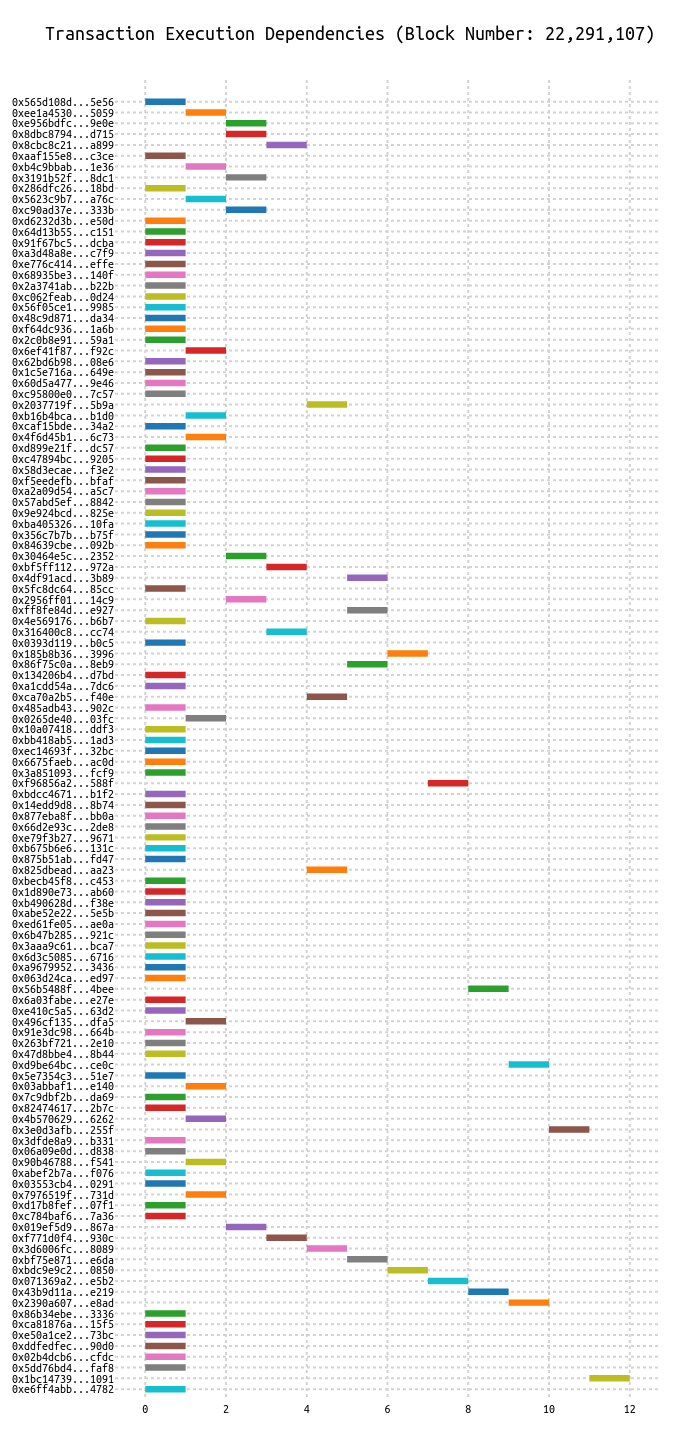 Transaction Execution Dependencies (Block Number: 22,291,107)
0x565d108d...5e56
0xee1a4530...5059
0xe956bdfc...9e0e
0x8dbc8794...d715
0x8cbc8c21...a899
0xaaf155e8...c3ce
0xb4c9bbab...1e36
0x3191b52f...8dc1
0x286dfc26...18bd
0x5623c9b7...a76c
0xc90ad37e...333b
0xd6232d3b...e50d
0x64d13b55...c151
0x91f67bc5...dcba
0xa3d48a8e...c7f9
0xe776c414...effe
0x68935be3...140f
0x2a3741ab...b22b
0xc062feab...0d24
0x56f05ce1...9985
0x48c9d871...da34
0xf64dc936...1a6b
0x2c0b8e91...59a1
0x6ef41f87...f92c
0x62bd6b98...08e6
0x1c5e716a...649e
0x60d5a477...9e46
0xc95800e0...7c57
0x2037719f...5b9a
0xb16b4bca...b1d0
0xcaf15bde...34a2
0x4f6d45b1...6c73
0xd899e21f...dc57
0xc47894bc...9205
0x58d3ecae...f3e2
0xf5eedefb...bfaf
0xa2a09d54...a5c7
0x57abd5ef...8842
0x9e924bcd...825e
0xba405326...10fa
0x356c7b7b...b75f
0x84639cbe...092b
0x30464e5c...2352
0xbf5ff112...972a
0x4df91acd...3b89
0x5fc8dc64...85cc
0x2956ff01...14c9
0xff8fe84d...e927
0x4e569176...b6b7
0x316400c8...cc74
0x0393d119...b0c5
0x185b8b36...3996
0x86f75c0a...8eb9
0x134206b4...d7bd
0xa1cdd54a...7dc6
0xca70a2b5...f40e
0x485adb43...902c
0x0265de40...03fc
0x10a07418...ddf3
0xbb418ab5...1ad3
0xec14693f...32bc
0x6675faeb...ac0d
0x3a851093...fcf9
0xf96856a2...588f
0xbdcc4671...b1f2
0x14edd9d8...8b74
0x877eba8f...bb0a
0x66d2e93c...2de8
0xe79f3b27...9671
0xb675b6e6...131c
0x875b51ab...fd47
0x825dbead...aa23
0xbecb45f8...c453
0x1d890e73...ab60
0xb490628d...f38e
0xabe52e22...5e5b
0xed61fe05...ae0a
0x6b47b285...921c
0x3aaa9c61...bca7
0x6d3c5085...6716
0xa9679952...3436
0x063d24ca...ed97
0x56b5488f...4bee
0x6a03fabe...e27e
0xe410c5a5...63d2
0x496cf135...dfa5
0x91e3dc98...664b
0x263bf721...2e10
0x47d8bbe4...8b44
0xd9be64bc...ce0c
0x5e7354c3...51e7
0x03abbaf1...e140
0x7c9dbf2b...da69
0x82474617...2b7c
0x4b570629...6262
0x3e0d3afb...255f
0x3dfde8a9...b331
0x06a09e0d...d838
0x90b46788...f541
0xabef2b7a...f076
0x03553cb4...0291
0x7976519f...731d
0xd17b8fef...07f1
0xc784baf6...7a36
0x019ef5d9...867a
0xf771d0f4...930c
0x3d6006fc...8089
0xbf75e871...e6da
0xbdc9e9c2...0850
0x071369a2...e5b2
0x43b9d11a...e219
0x2390a607...e8ad
0x86b34ebe...3336
0xca81876a...15f5
0xe50a1ce2...73bc
0xddfedfec...90d0
0x02b4dcb6...cfdc
0x5dd76bd4...faf8
0x1bc14739...1091
0xe6ff4abb...4782
0 2 4 6 8 10 12